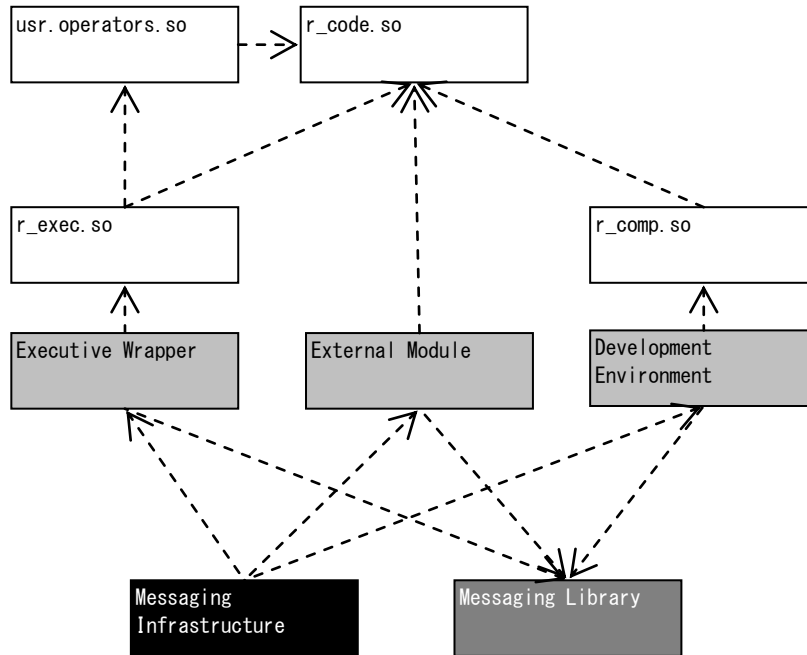 usr.operators.so
r_code.so
r_exec.so
r_comp.so
Executive Wrapper
External Module
Development
Environment
Messaging
Infrastructure
Messaging Library